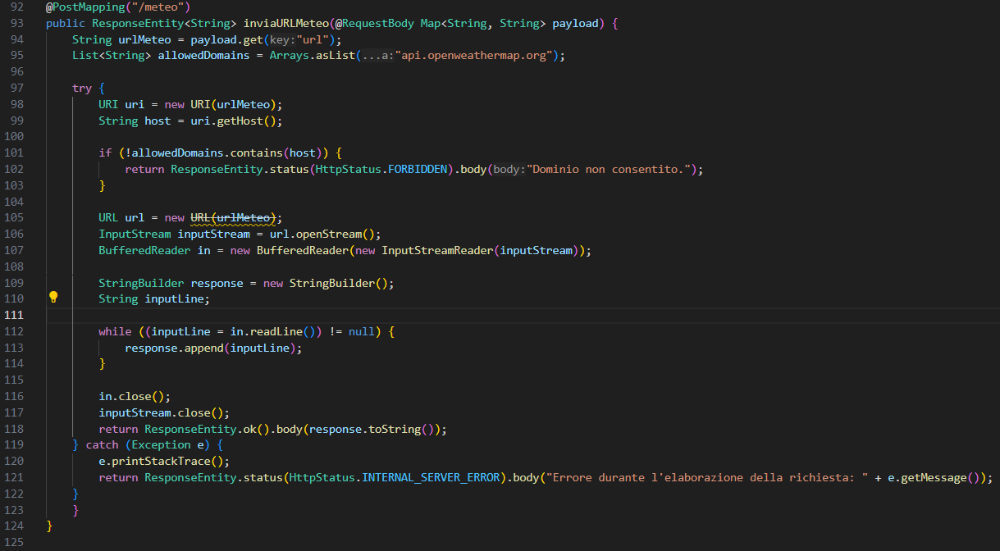 92 @PostMapping("/meteo")
93 public ResponseEntity<String> inviaURLMeteo(@RequestBody Map<String, String> payload) {
94 String urlMeteo = payload.get(key:"url");
95 List<String> allowedDomains = Arrays.asList(...a:"api.openweathermap.org");
96
97 try {
98 URI uri = new URI(urlMeteo);
99 String host = uri.getHost();
100
101 if (!allowedDomains.contains(host)) {
102 return ResponseEntity.status(HttpStatus.FORBIDDEN).body(body:"Dominio non consentito.");
103 }
104
105 URL url = new URL(urlMeteo);
106 InputStream inputStream = url.openStream();
107 BufferedReader in = new BufferedReader(new InputStreamReader(inputStream));
108
109 StringBuilder response = new StringBuilder();
110 String inputLine;
111
112 while ((inputLine = in.readLine()) != null) {
113 response.append(inputLine);
114 }
115
116 in.close();
117 inputStream.close();
118 return ResponseEntity.ok().body(response.toString());
119 } catch (Exception e) {
120 e.printStackTrace();
121 return ResponseEntity.status(HttpStatus.INTERNAL_SERVER_ERROR).body("Errore durante l'elaborazione della richiesta: " + e.getMessage());
122 }
123 }
124 }
125